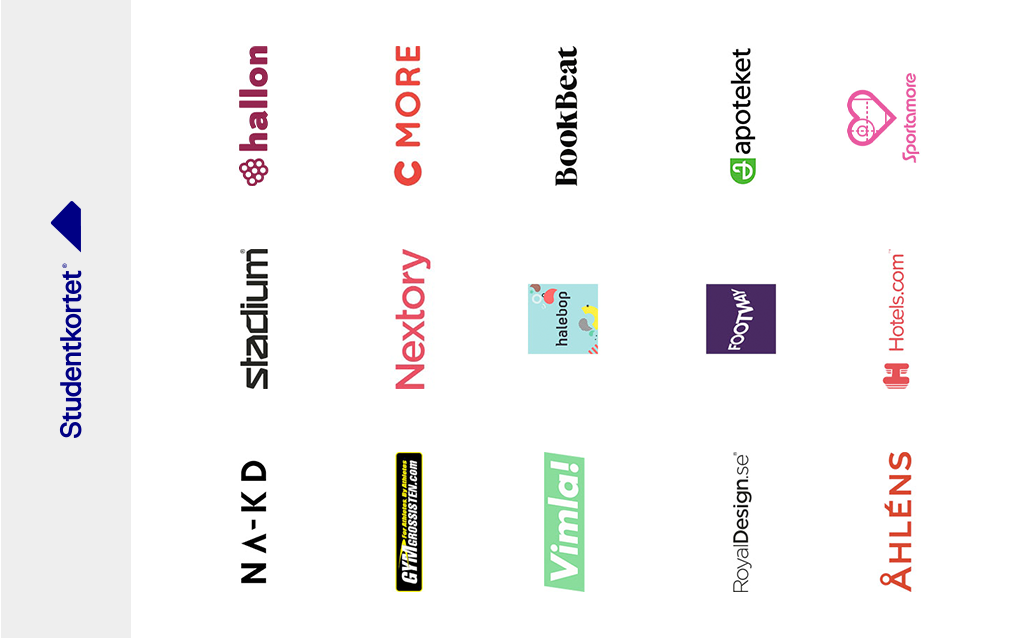 Studentkortet®
NA-KD
stadium®
hallon
For Athletes. By Athletes
GYMGROSSISTEN.com
Nextory
C MORE
Vimla!
halebop
BookBeat
RoyalDesign.se®
FOOTWAY
apoteket
ÅHLÉNS
Hotels.com™
Sportamore